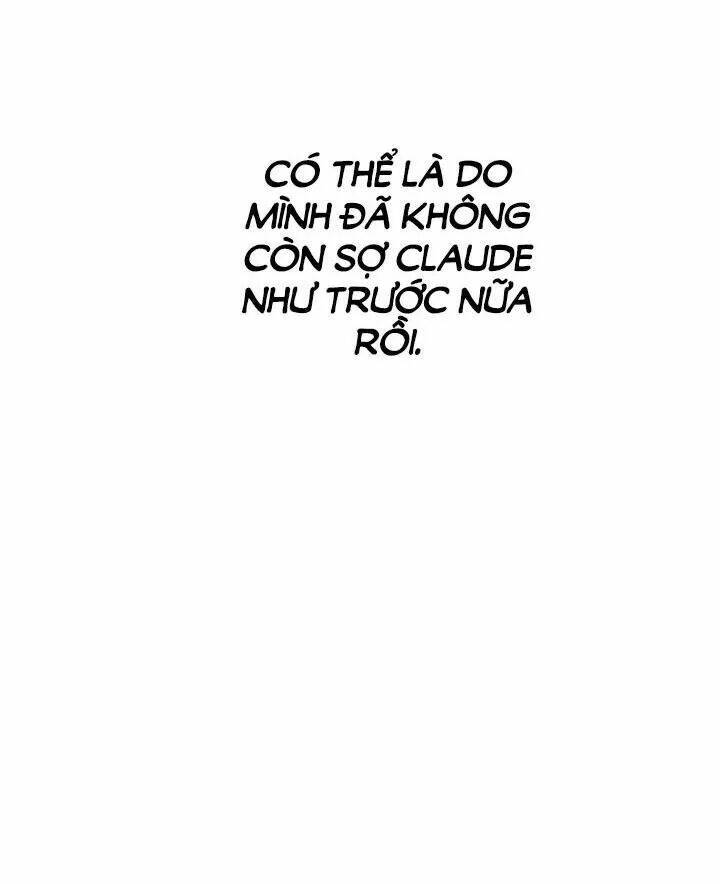 CÓ THỂ LÀ DO
MÌNH ĐÃ KHÔNG
CÒN SỢ CLAUDE
NHƯ TRƯỚC NỮA
RỒI.